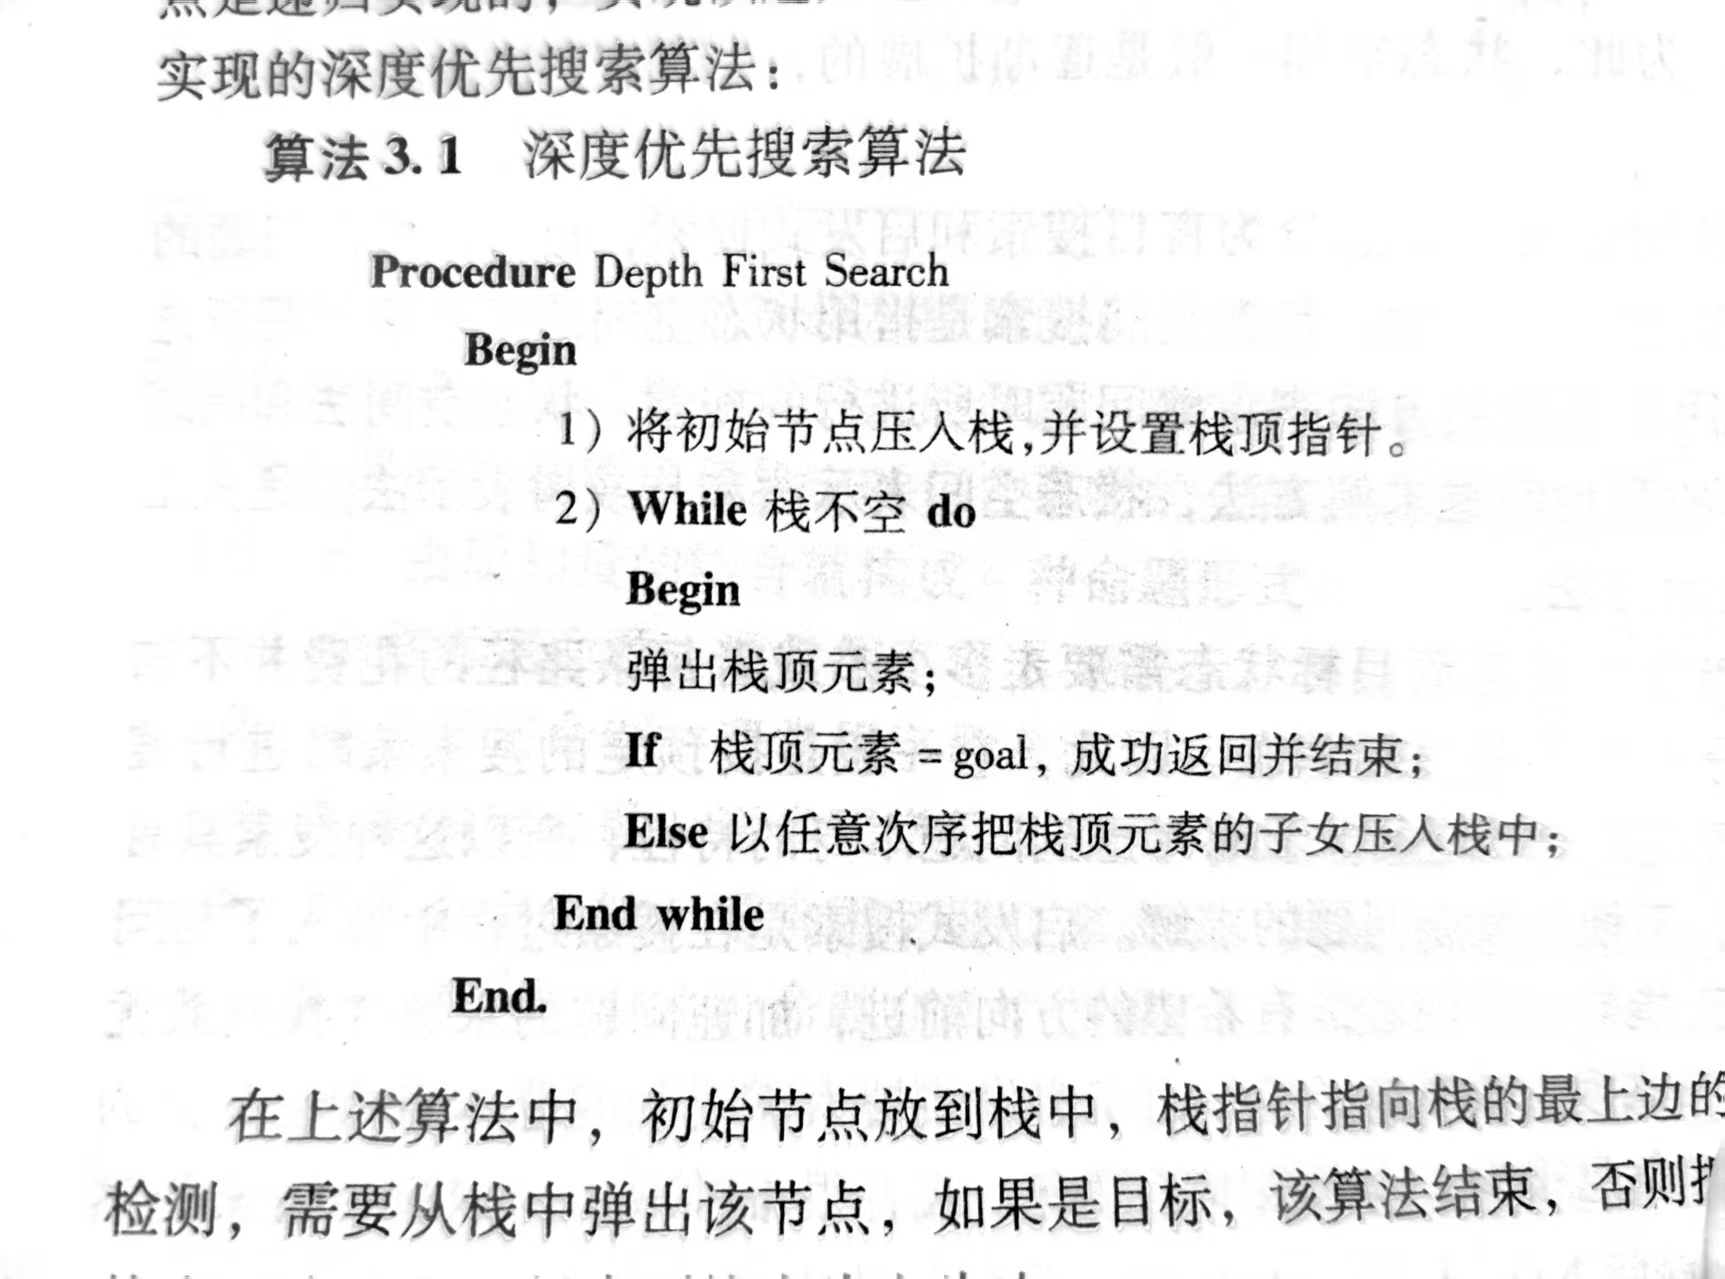 实现的深度优先搜索算法：
算法3.1 深度优先搜索算法
Procedure Depth First Search
Begin
1) 将初始节点压入栈,并设置栈顶指针。
2) While 栈不空 do
Begin
弹出栈顶元素;
If 栈顶元素=goal, 成功返回并结束;
Else 以任意次序把栈顶元素的子女压入栈中;
End while
End.
在上述算法中，初始节点放到栈中，栈指针指向栈的最上边的
检测，需要从栈中弹出该节点，如果是目标，该算法结束，否则